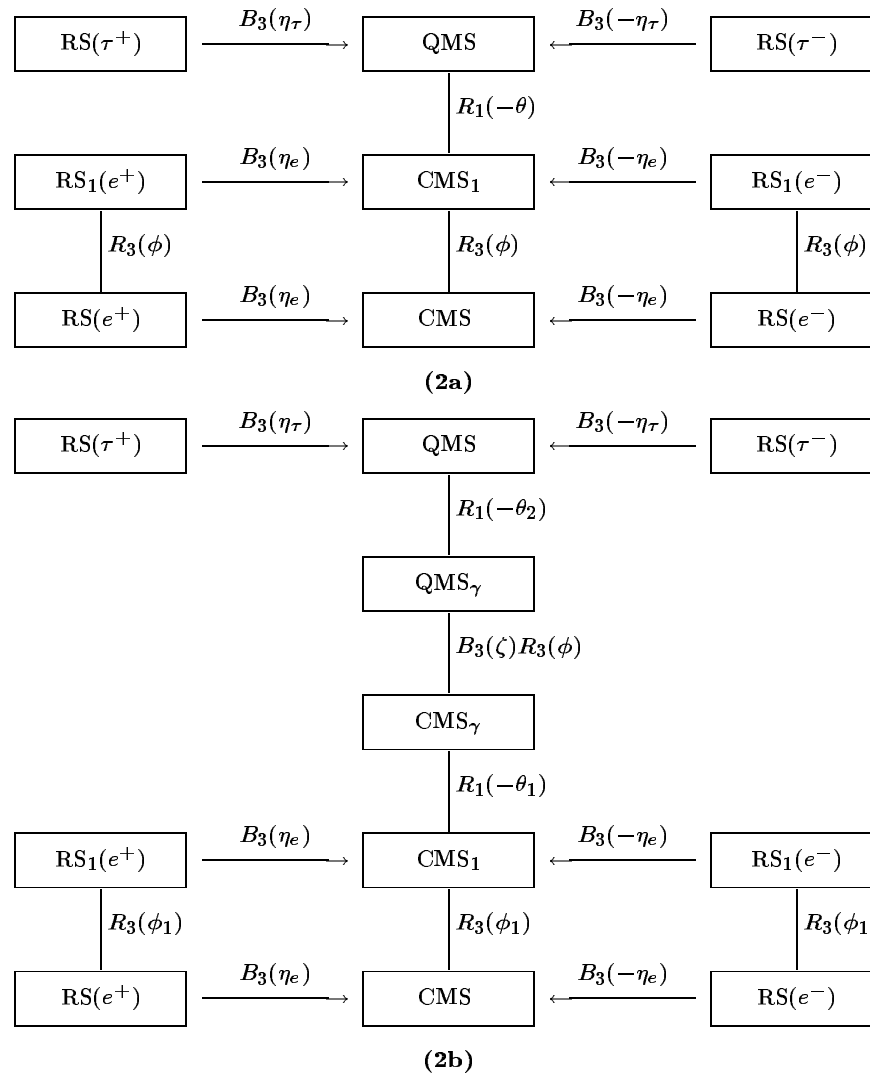 B₃(η_τ) B₃(−η_τ)
RS(τ⁺) QMS RS(τ⁻)
R₁(−θ)
B₃(η_e) B₃(−η_e)
RS₁(e⁺) CMS₁ RS₁(e⁻)
R₃(ϕ) R₃(ϕ) R₃(ϕ)
B₃(η_e) B₃(−η_e)
RS(e⁺) CMS RS(e⁻)
(2a)
B₃(η_τ) B₃(−η_τ)
RS(τ⁺) QMS RS(τ⁻)
R₁(−θ₂)
QMS_γ
B₃(ζ)R₃(ϕ)
CMS_γ
R₁(−θ₁)
B₃(η_e) B₃(−η_e)
RS₁(e⁺) CMS₁ RS₁(e⁻)
R₃(ϕ₁) R₃(ϕ₁) R₃(ϕ₁
B₃(η_e) B₃(−η_e)
RS(e⁺) CMS RS(e⁻)
(2b)